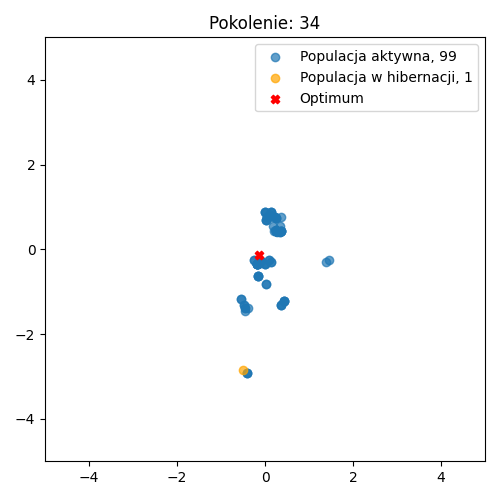 Pokolenie: 34
Populacja aktywna, 99
Populacja w hibernacji, 1
Optimum
4
2
0
−2
−4
−4
−2
0
2
4